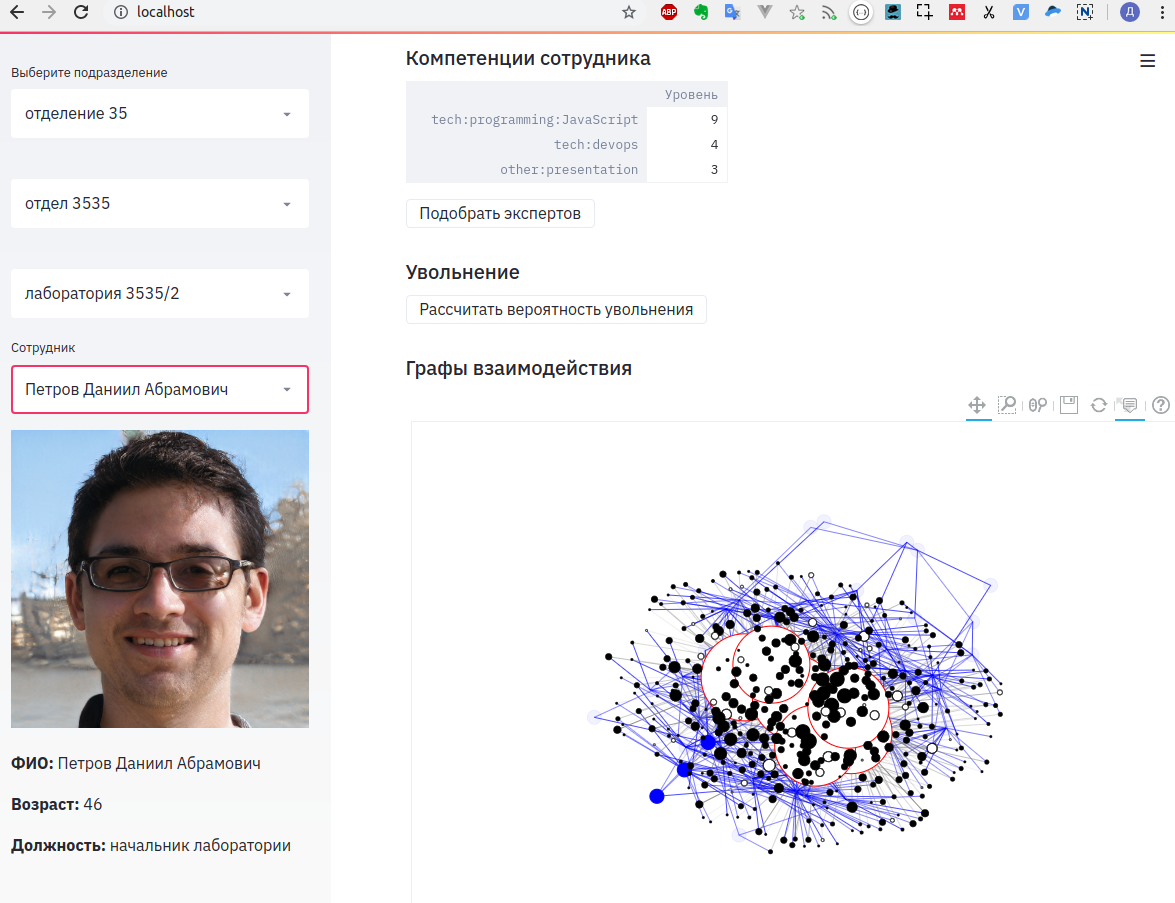 localhost
ABP
V
N
Д
Выберите подразделение
отделение 35
отдел 3535
лаборатория 3535/2
Сотрудник
Петров Даниил Абрамович
ФИО: Петров Даниил Абрамович
Возраст: 46
Должность: начальник лаборатории
Компетенции сотрудника
Уровень
tech:programming:JavaScript 9
tech:devops 4
other:presentation 3
Подобрать экспертов
Увольнение
Рассчитать вероятность увольнения
Графы взаимодействия